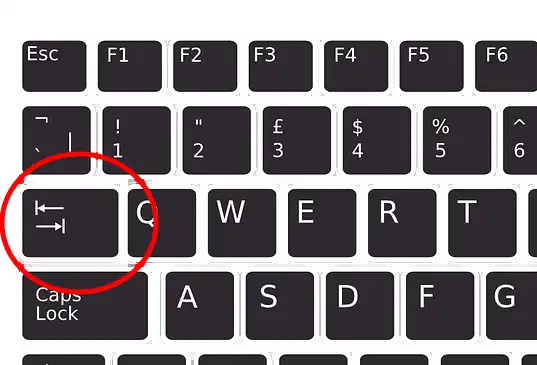 Esc F1 F2 F3 F4 F5 F6
¬ ! " £ $ % ^
` | 1 2 3 4 5 6
Q W E R T
Caps
Lock
A S D F G